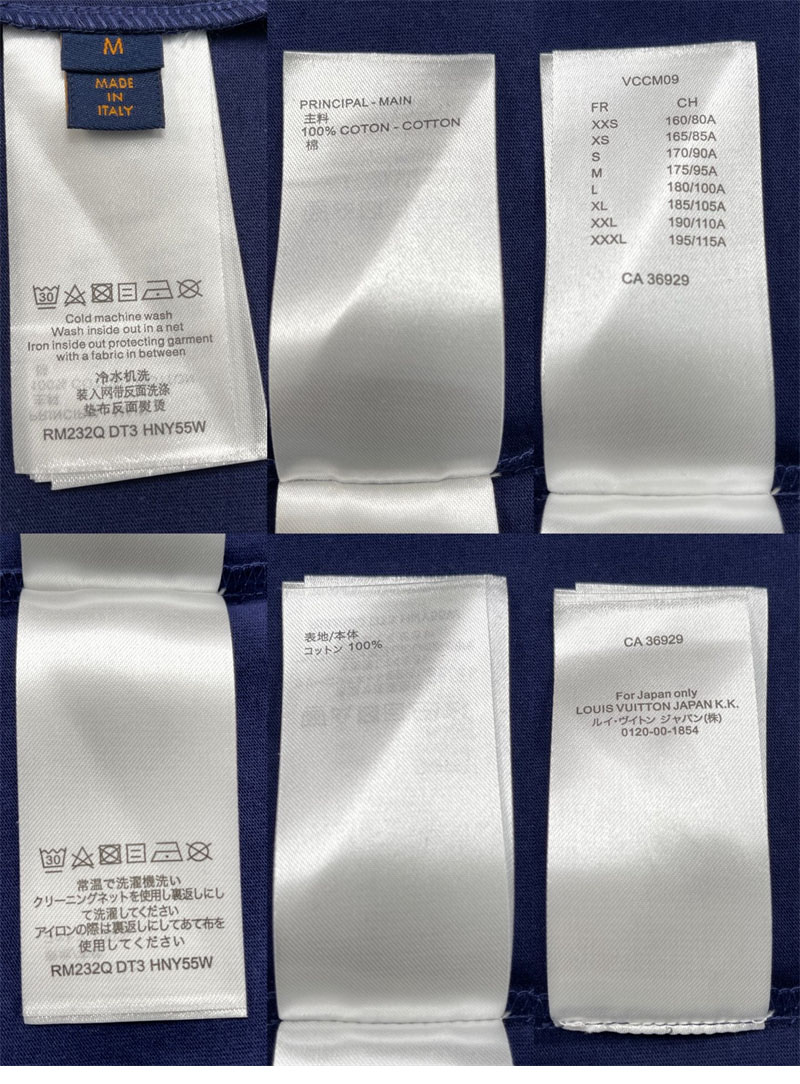 M
MADE
IN
ITALY
30
Cold machine wash
Wash inside out in a net
Iron inside out protecting garment
with a fabric in between
冷水机洗
装入网带反面洗涤
垫布反面熨烫
RM232Q DT3 HNY55W
PRINCIPAL - MAIN
主料
100% COTON - COTTON
棉
VCCM09
FR CH
XXS 160/80A
XS 165/85A
S 170/90A
M 175/95A
L 180/100A
XL 185/105A
XXL 190/110A
XXXL 195/115A
CA 36929
30
常温で洗濯機洗い
クリーニングネットを使用し裏返しにし
て洗濯してください
アイロンの際は裏返しにしてあて布を
使用してください
RM232Q DT3 HNY55W
表地/本体
コットン 100%
CA 36929
For Japan only
LOUIS VUITTON JAPAN K.K.
ルイ・ヴイトン ジャパン(株)
0120-00-1854